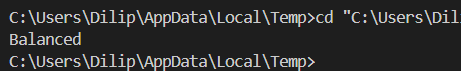 C:\Users\Dilip\AppData\Local\Temp>cd "C:\Users\Dil
Balanced
C:\Users\Dilip\AppData\Local\Temp>